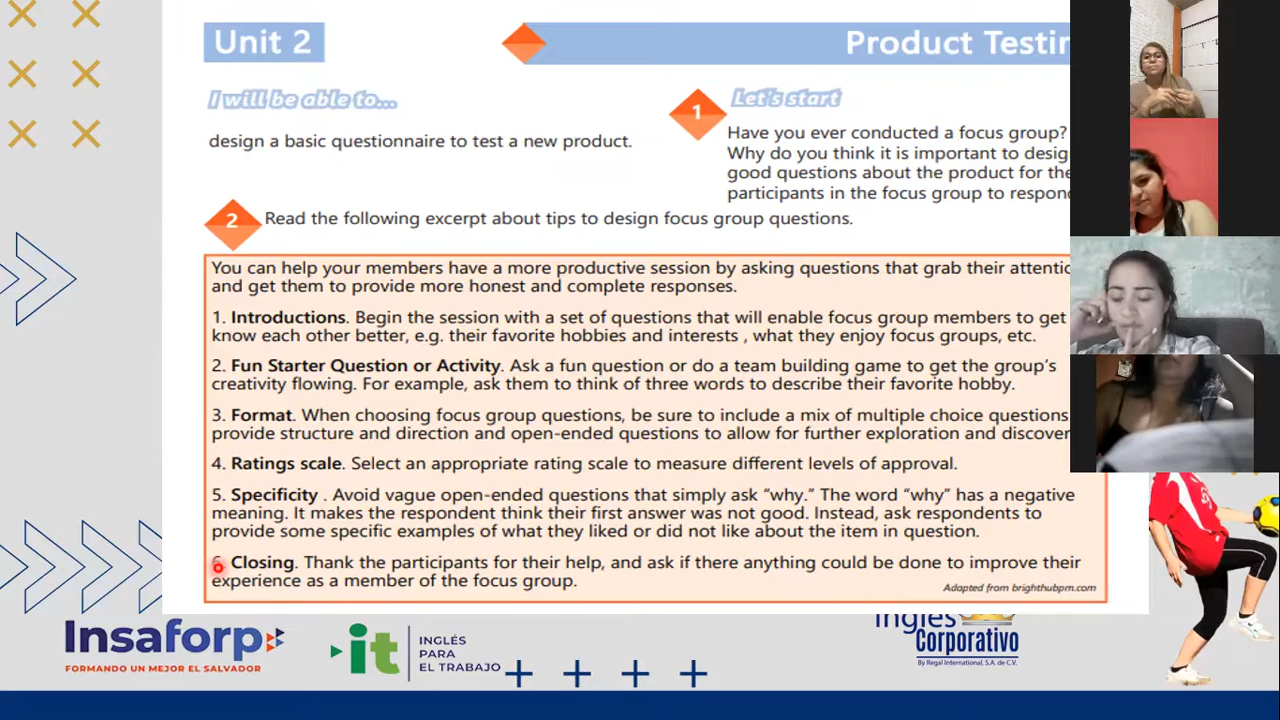 Unit 2
Product Testin
I will be able to...
design a basic questionnaire to test a new product.
1
Let's start
Have you ever conducted a focus group?
Why do you think it is important to desig
good questions about the product for the
participants in the focus group to respon
2
Read the following excerpt about tips to design focus group questions.
You can help your members have a more productive session by asking questions that grab their attentio
and get them to provide more honest and complete responses.
1. Introductions. Begin the session with a set of questions that will enable focus group members to get
know each other better, e.g. their favorite hobbies and interests , what they enjoy focus groups, etc.
2. Fun Starter Question or Activity. Ask a fun question or do a team building game to get the group's
creativity flowing. For example, ask them to think of three words to describe their favorite hobby.
3. Format. When choosing focus group questions, be sure to include a mix of multiple choice questions
provide structure and direction and open-ended questions to allow for further exploration and discover
4. Ratings scale. Select an appropriate rating scale to measure different levels of approval.
5. Specificity . Avoid vague open-ended questions that simply ask “why.” The word “why” has a negative
meaning. It makes the respondent think their first answer was not good. Instead, ask respondents to
provide some specific examples of what they liked or did not like about the item in question.
6. Closing. Thank the participants for their help, and ask if there anything could be done to improve their
experience as a member of the focus group.
Adapted from brighthubpm.com
Insaforp
FORMANDO UN MEJOR EL SALVADOR
it
INGLÉS
PARA
EL TRABAJO
Inglés
Corporativo
By Regal International, S.A. de C.V.